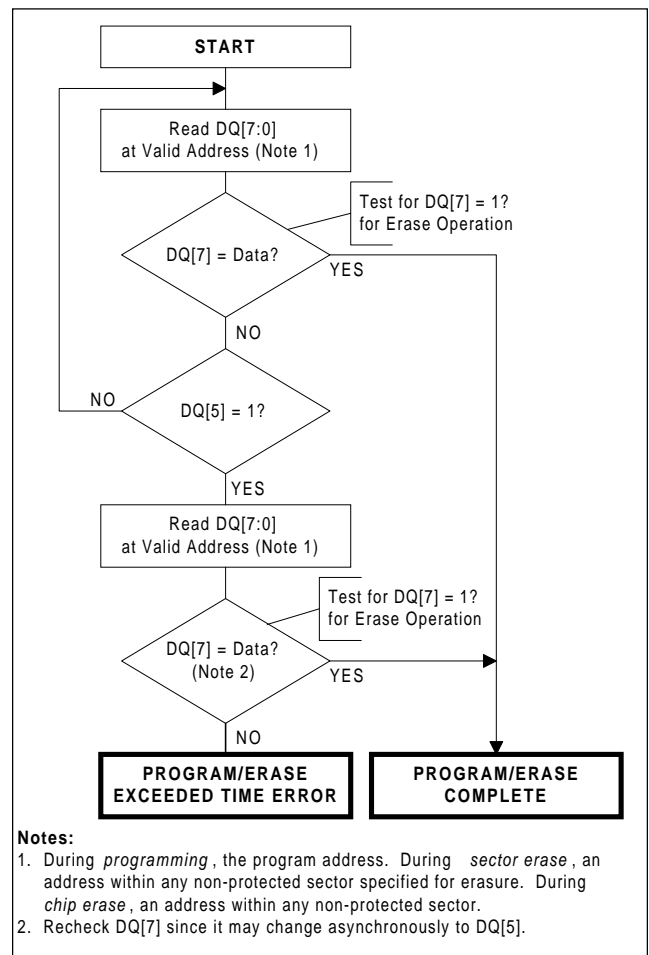 START
Read DQ[7:0]
at Valid Address (Note 1)
Test for DQ[7] = 1?
for Erase Operation
DQ[7] = Data?
YES
NO
NO
DQ[5] = 1?
YES
Read DQ[7:0]
at Valid Address (Note 1)
Test for DQ[7] = 1?
for Erase Operation
DQ[7] = Data?
(Note 2)
YES
NO
PROGRAM/ERASE
EXCEEDED TIME ERROR
PROGRAM/ERASE
COMPLETE
Notes:
1. During programming, the program address. During sector erase, an
address within any non-protected sector specified for erasure. During
chip erase, an address within any non-protected sector.
2. Recheck DQ[7] since it may change asynchronously to DQ[5].